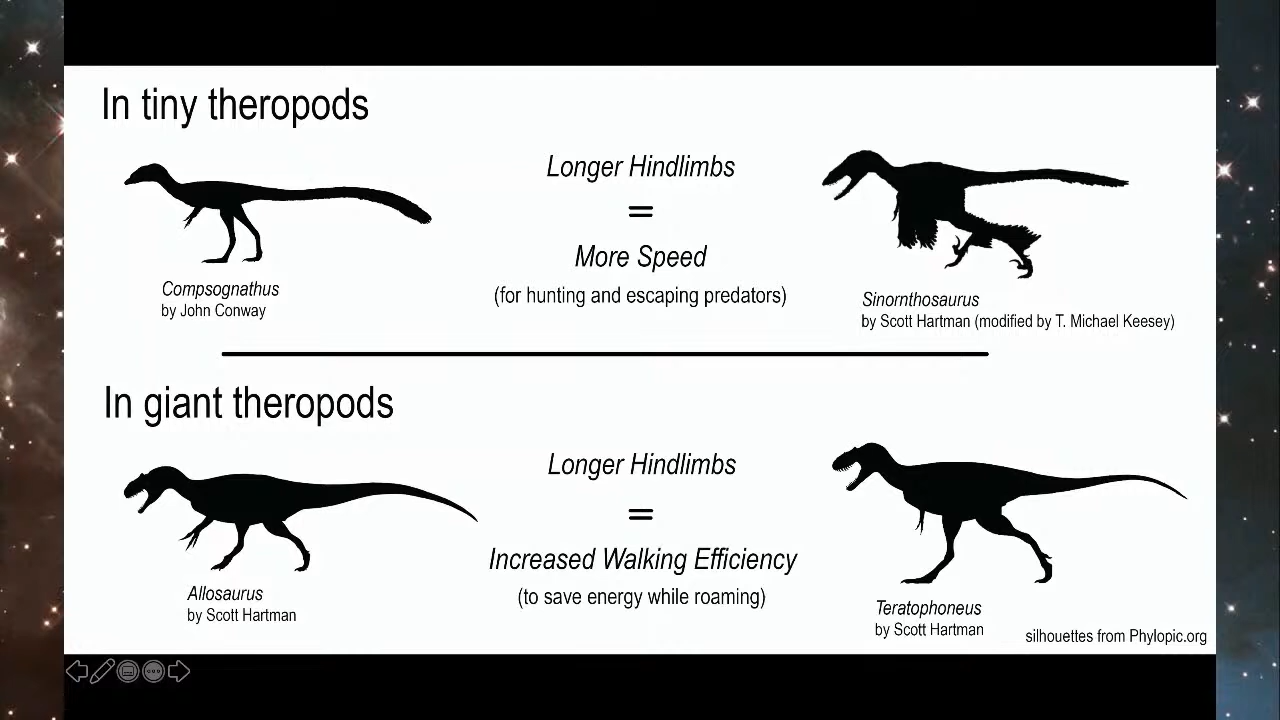 In tiny theropods
Longer Hindlimbs
=
More Speed
(for hunting and escaping predators)
Compsognathus
by John Conway
Sinornthosaurus
by Scott Hartman (modified by T. Michael Keesey)
In giant theropods
Longer Hindlimbs
=
Increased Walking Efficiency
(to save energy while roaming)
Allosaurus
by Scott Hartman
Teratophoneus
by Scott Hartman
silhouettes from Phylopic.org